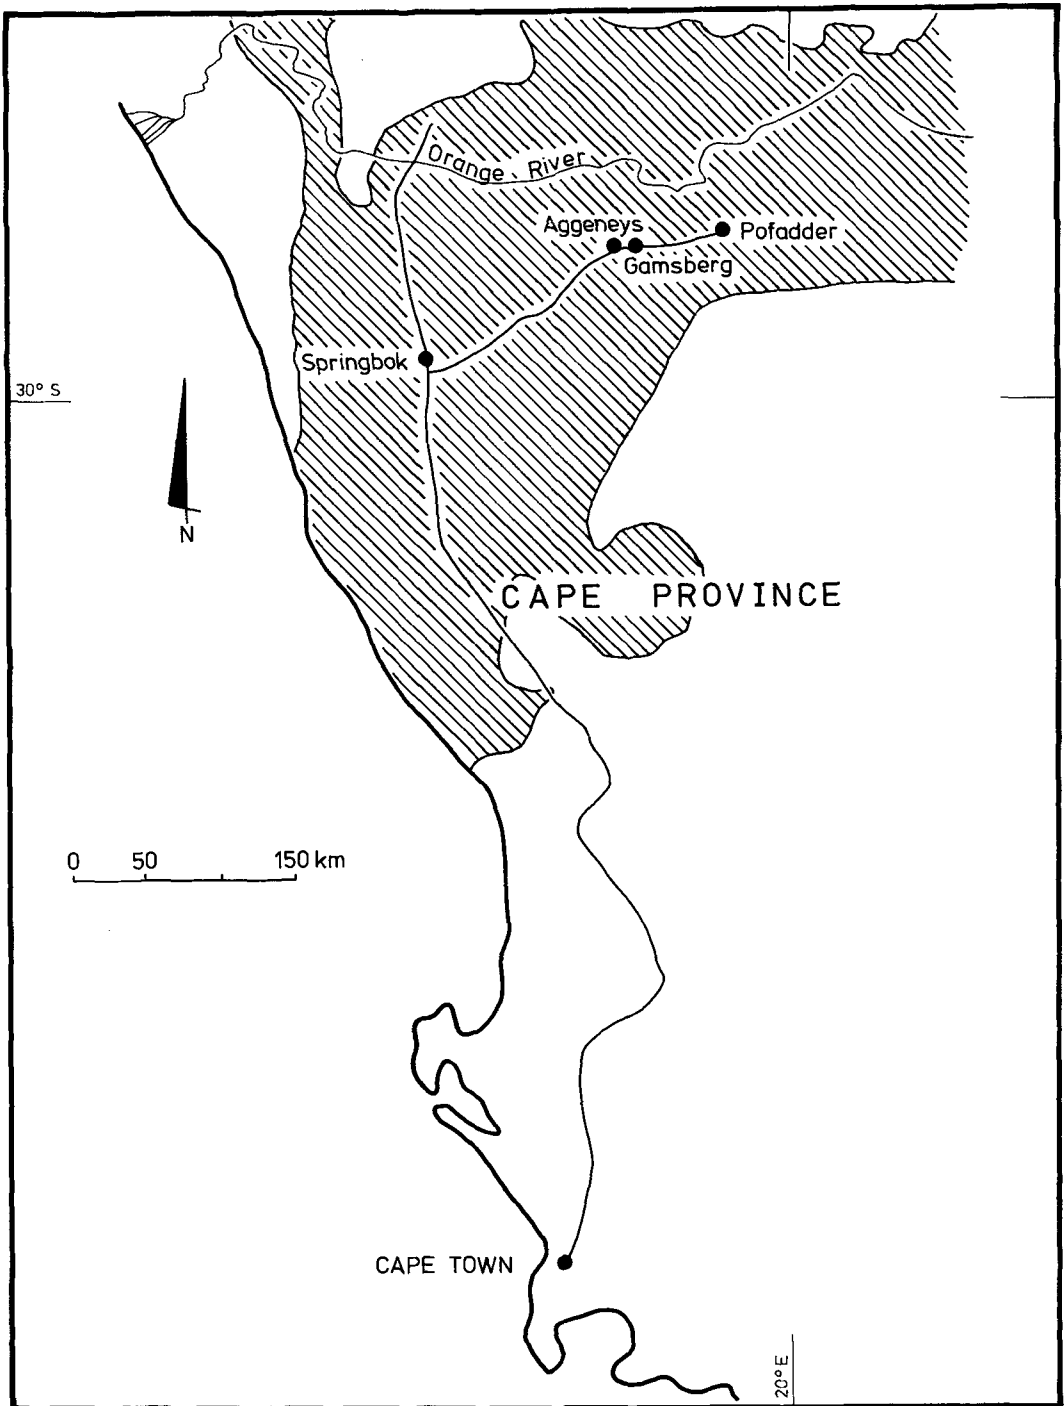 Orange River
Aggeneys
Pofadder
Gamsberg
Springbok
30° S
N
CAPE PROVINCE
0 50 150 km
CAPE TOWN
20° E